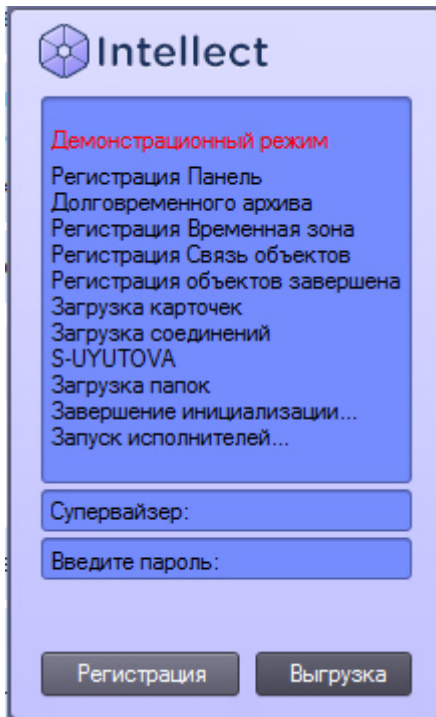 Intellect
Демонстрационный режим
Регистрация Панель
Долговременного архива
Регистрация Временная зона
Регистрация Связь объектов
Регистрация объектов завершена
Загрузка карточек
Загрузка соединений
S-UYUTOVA
Загрузка папок
Завершение инициализации...
Запуск исполнителей...
Супервайзер:
Введите пароль:
Регистрация Выгрузка